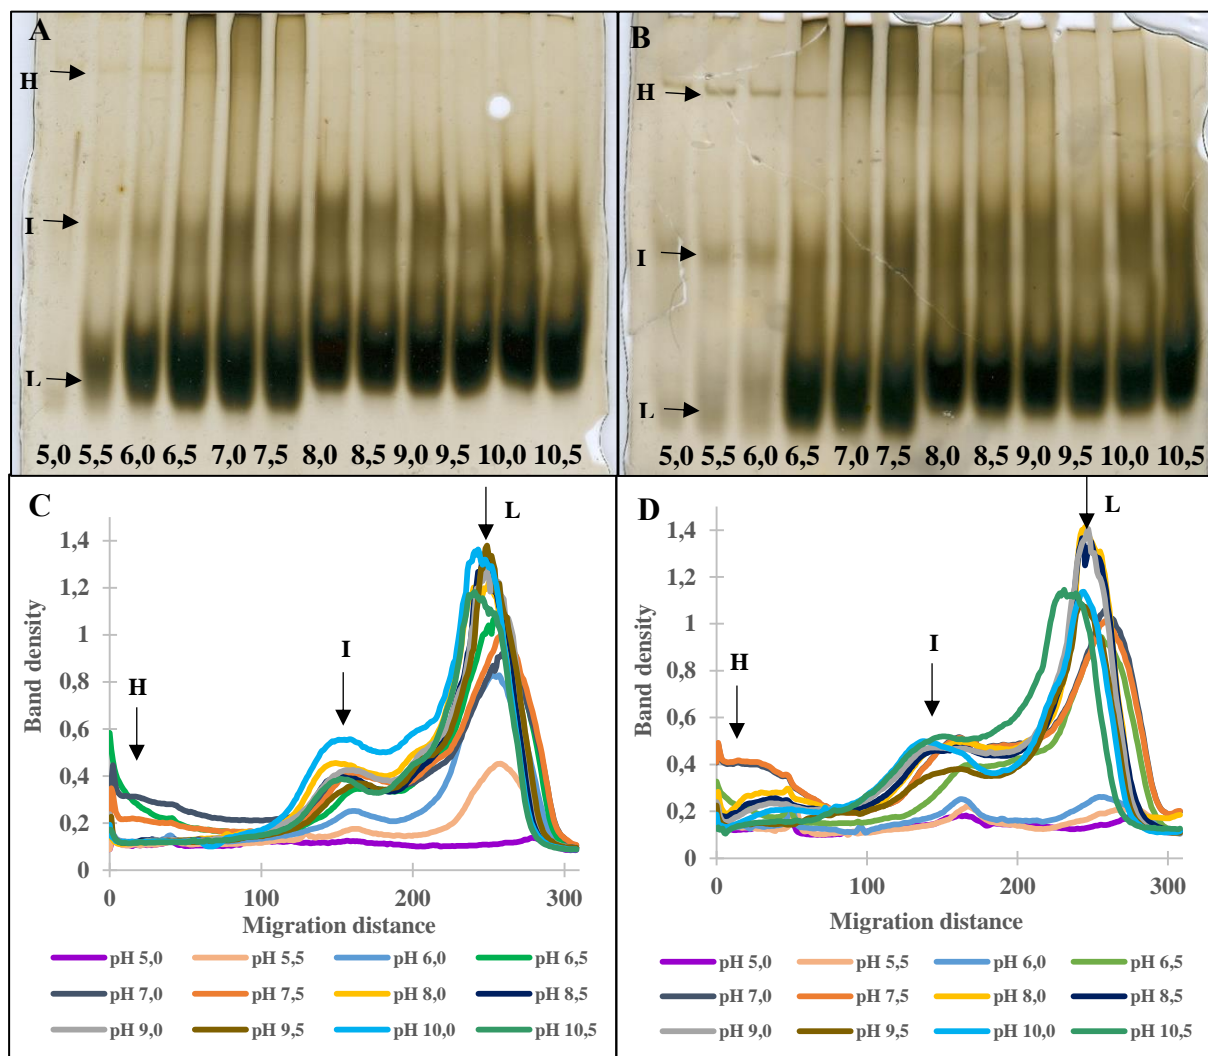 A
H
I
L
5,0 5,5 6,0 6,5 7,0 7,5 8,0 8,5 9,0 9,5 10,0 10,5
B
H
I
L
5,0 5,5 6,0 6,5 7,0 7,5 8,0 8,5 9,0 9,5 10,0 10,5
C
L
I
H
Band density
1,4
1,2
1
0,8
0,6
0,4
0,2
0
0 100 200 300
Migration distance
pH 5,0 pH 5,5 pH 6,0 pH 6,5
pH 7,0 pH 7,5 pH 8,0 pH 8,5
pH 9,0 pH 9,5 pH 10,0 pH 10,5
D
L
I
H
Band density
1,4
1,2
1
0,8
0,6
0,4
0,2
0
0 100 200 300
Migration distance
pH 5,0 pH 5,5 pH 6,0 pH 6,5
pH 7,0 pH 7,5 pH 8,0 pH 8,5
pH 9,0 pH 9,5 pH 10,0 pH 10,5